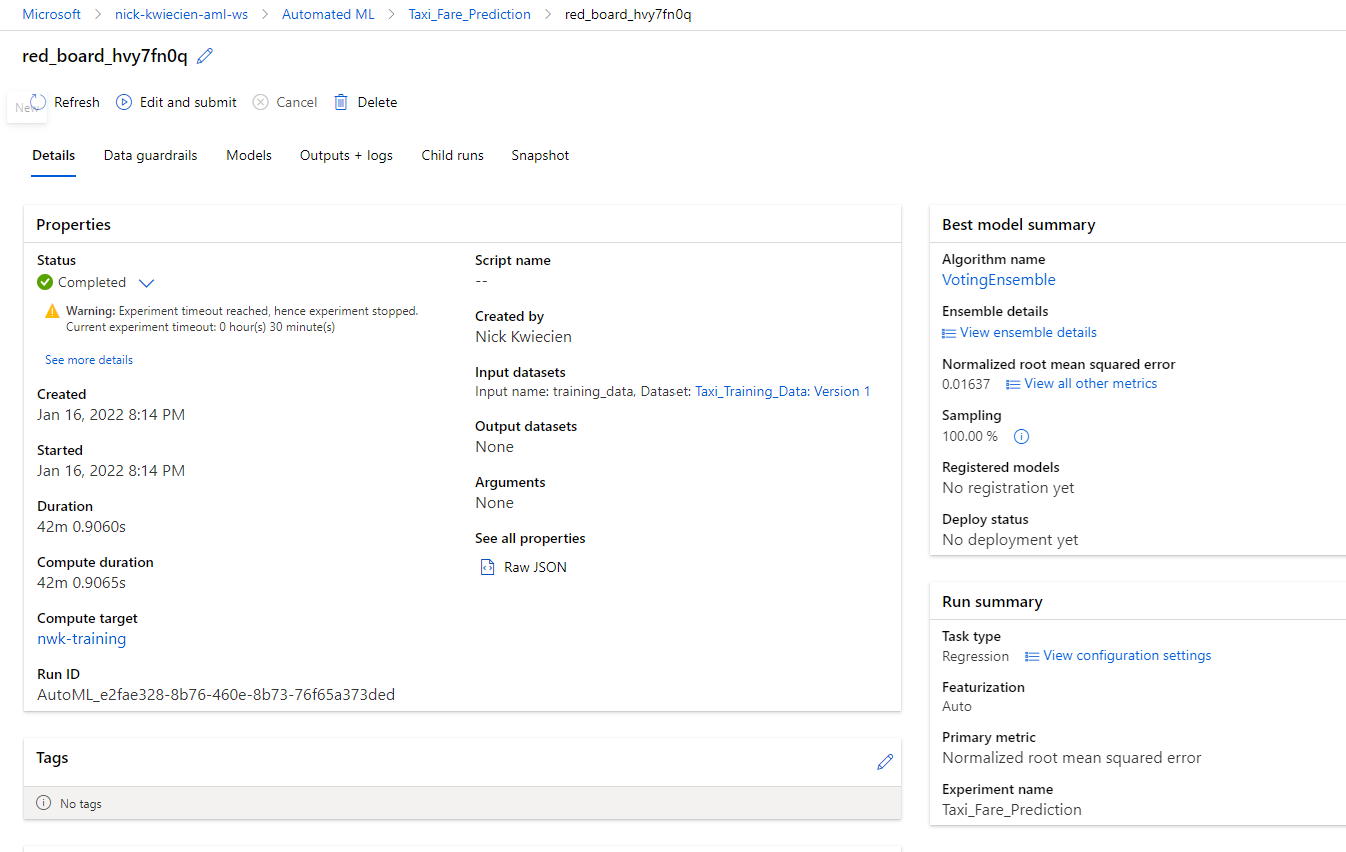 Microsoft > nick-kwiecien-aml-ws > Automated ML > Taxi_Fare_Prediction > red_board_hvy7fn0q
red_board_hvy7fn0q
New
Refresh Edit and submit Cancel Delete
Details Data guardrails Models Outputs + logs Child runs Snapshot
Properties
Status
Completed
Warning: Experiment timeout reached, hence experiment stopped.
Current experiment timeout: 0 hour(s) 30 minute(s)
See more details
Created
Jan 16, 2022 8:14 PM
Started
Jan 16, 2022 8:14 PM
Duration
42m 0.9060s
Compute duration
42m 0.9065s
Compute target
nwk-training
Run ID
AutoML_e2fae328-8b76-460e-8b73-76f65a373ded
Script name
--
Created by
Nick Kwiecien
Input datasets
Input name: training_data, Dataset: Taxi_Training_Data: Version 1
Output datasets
None
Arguments
None
See all properties
Raw JSON
Tags
No tags
Best model summary
Algorithm name
VotingEnsemble
Ensemble details
View ensemble details
Normalized root mean squared error
0.01637 View all other metrics
Sampling
100.00 %
Registered models
No registration yet
Deploy status
No deployment yet
Run summary
Task type
Regression View configuration settings
Featurization
Auto
Primary metric
Normalized root mean squared error
Experiment name
Taxi_Fare_Prediction